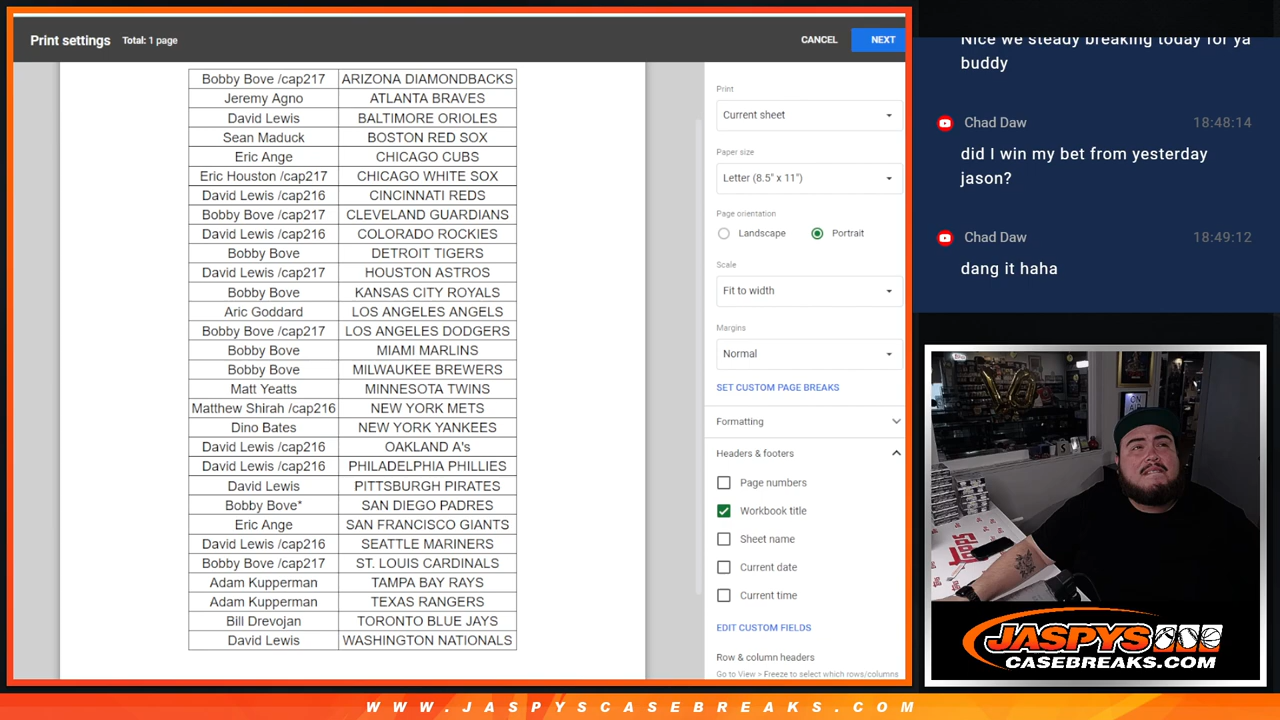 Print settings Total: 1 page CANCEL NEXT
Bobby Bove /cap217 ARIZONA DIAMONDBACKS
Jeremy Agno ATLANTA BRAVES
David Lewis BALTIMORE ORIOLES
Sean Maduck BOSTON RED SOX
Eric Ange CHICAGO CUBS
Eric Houston /cap217 CHICAGO WHITE SOX
David Lewis /cap216 CINCINNATI REDS
Bobby Bove /cap217 CLEVELAND GUARDIANS
David Lewis /cap216 COLORADO ROCKIES
Bobby Bove DETROIT TIGERS
David Lewis /cap217 HOUSTON ASTROS
Bobby Bove KANSAS CITY ROYALS
Aric Goddard LOS ANGELES ANGELS
Bobby Bove /cap217 LOS ANGELES DODGERS
Bobby Bove MIAMI MARLINS
Bobby Bove MILWAUKEE BREWERS
Matt Yeatts MINNESOTA TWINS
Matthew Shirah /cap216 NEW YORK METS
Dino Bates NEW YORK YANKEES
David Lewis /cap216 OAKLAND A's
David Lewis /cap216 PHILADELPHIA PHILLIES
David Lewis PITTSBURGH PIRATES
Bobby Bove* SAN DIEGO PADRES
Eric Ange SAN FRANCISCO GIANTS
David Lewis /cap216 SEATTLE MARINERS
Bobby Bove /cap217 ST. LOUIS CARDINALS
Adam Kupperman TAMPA BAY RAYS
Adam Kupperman TEXAS RANGERS
Bill Drevojan TORONTO BLUE JAYS
David Lewis WASHINGTON NATIONALS
Print
Current sheet
Paper size
Letter (8.5" x 11")
Page orientation
Landscape Portrait
Scale
Fit to width
Margins
Normal
SET CUSTOM PAGE BREAKS
Formatting
Headers & footers
Page numbers
Workbook title
Sheet name
Current date
Current time
EDIT CUSTOM FIELDS
Row & column headers
Go to View > Freeze to select which rows/columns
Nice we steady breaking today for ya
buddy
Chad Daw 18:48:14
did I win my bet from yesterday
jason?
Chad Daw 18:49:12
dang it haha
ON
AIR
JASPYS
CASEBREAKS.COM
WWW.JASPYSCASEBREAKS.COM